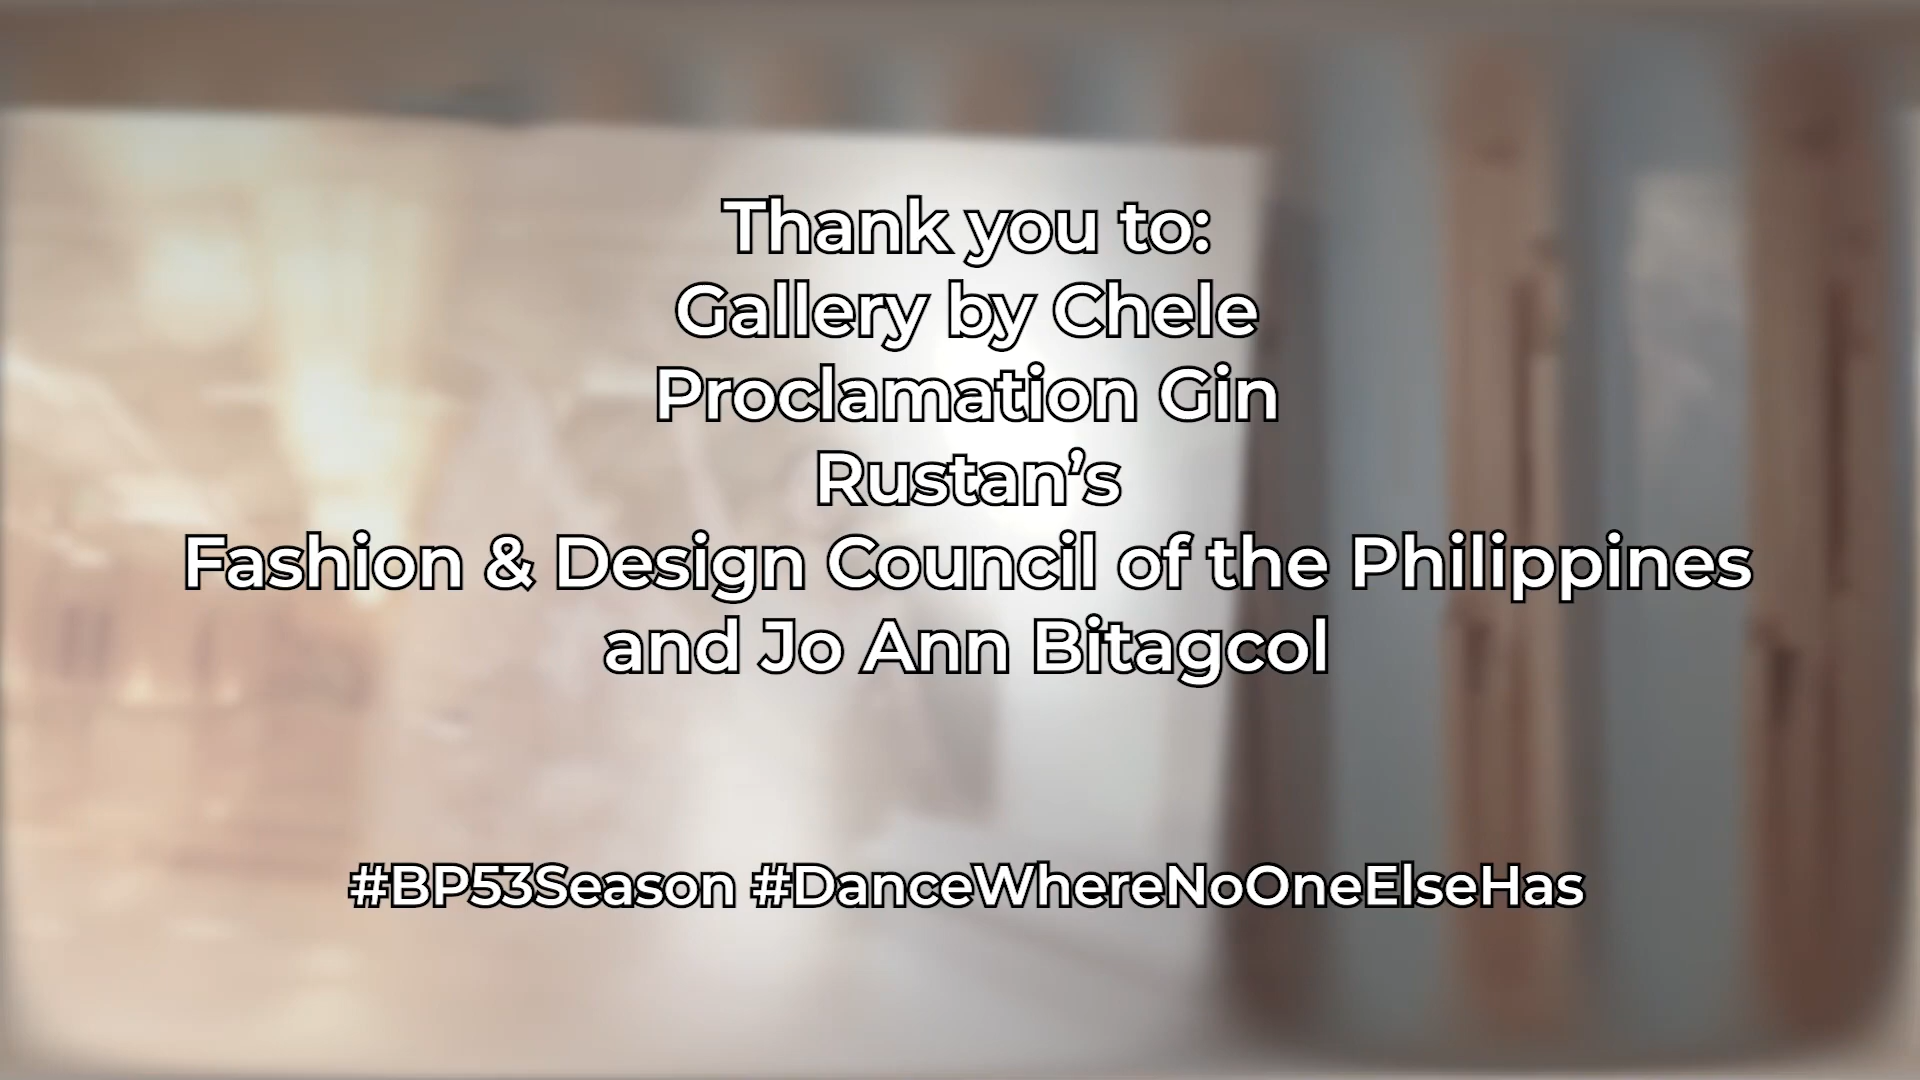 Thank you to:
Gallery by Chele
Proclamation Gin
Rustan’s
Fashion & Design Council of the Philippines
and Jo Ann Bitagcol
#BP53Season #DanceWhereNoOneElseHas